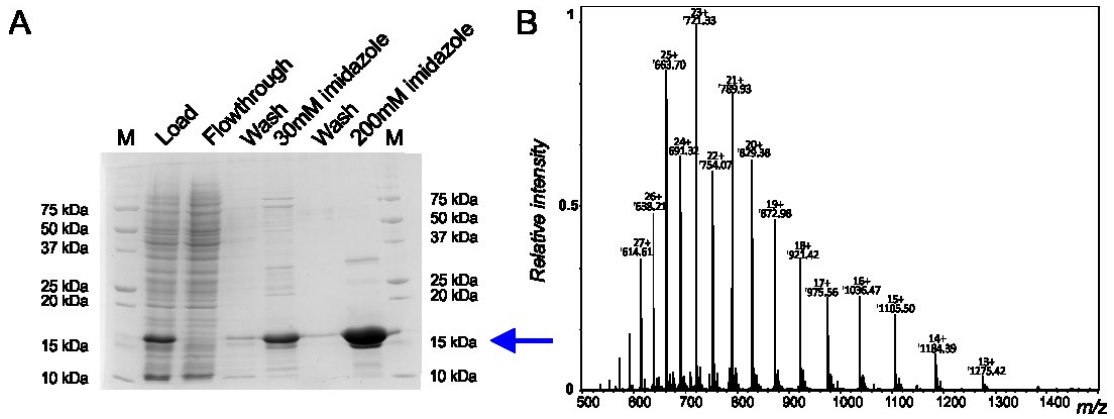 A
M
Load
Flowthrough
Wash
30mM imidazole
Wash
200mM imidazole
M
75 kDa
50 kDa
37 kDa
25 kDa
20 kDa
15 kDa
10 kDa
75 kDa
50 kDa
37 kDa
25 kDa
20 kDa
15 kDa
10 kDa
B
Relative intensity
1
0.5
0
27+
'614.61
26+
'638.21
25+
'663.70
24+
'691.32
23+
'721.33
22+
'754.07
21+
'789.93
20+
'829.38
19+
'872.98
18+
'921.42
17+
'975.56
16+
'1036.47
15+
'1105.50
14+
'1184.39
13+
'1275.42
500 600 700 800 900 1000 1100 1200 1300 1400 m/z